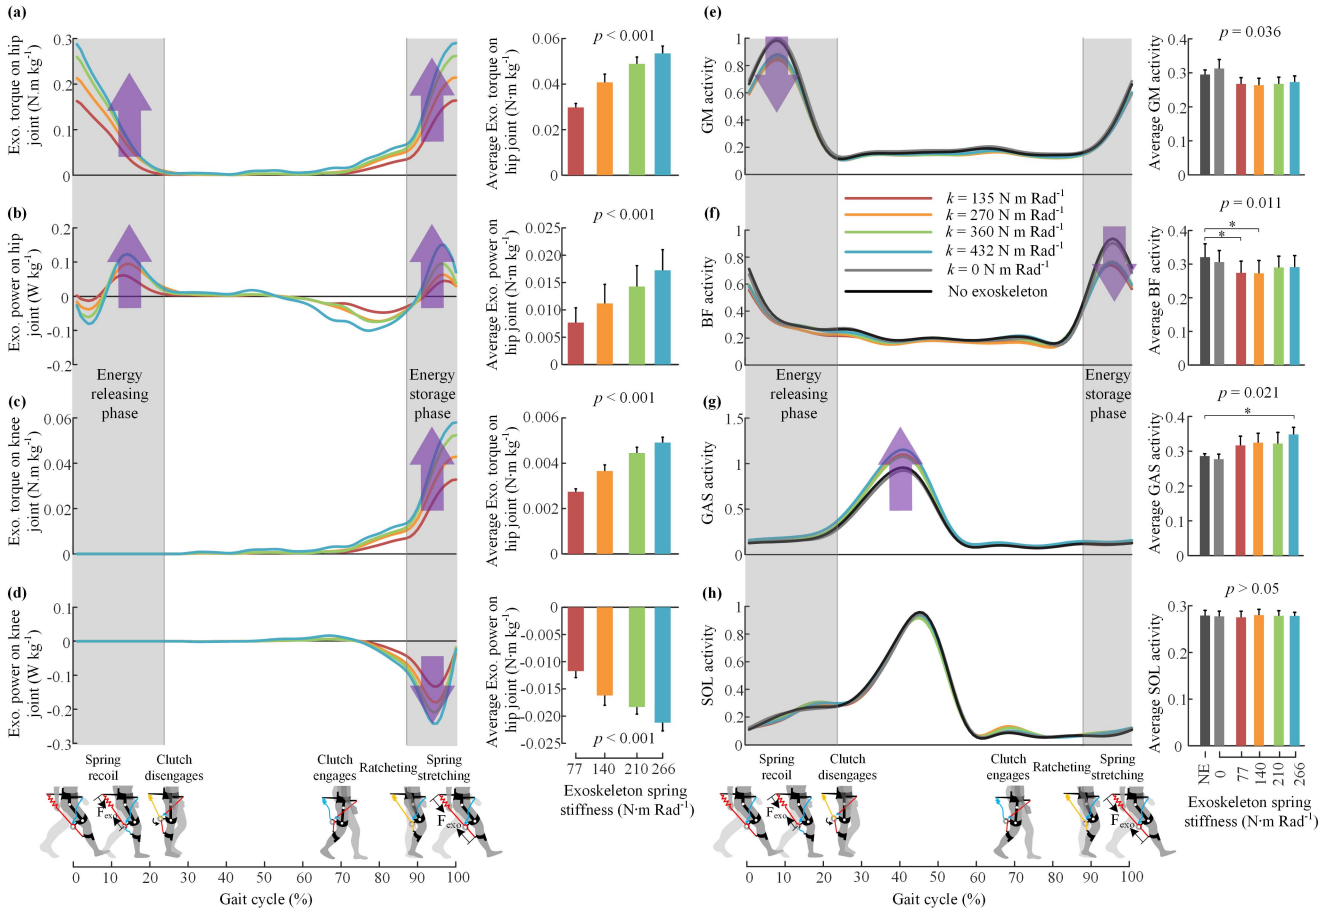 (a)
Exo. torque on hip
joint (N.m kg-1)
0.3
0.2
0.1
0
Average Exo. torque on
hip joint (N·m kg-1)
0.06
0.04
0.02
0
p < 0.001
(b)
Exo. power on hip
joint (W kg-1)
0.2
0.1
0
-0.1
-0.2
Average Exo. power on
hip joint (N·m kg-1)
0.020
0.015
0.010
0.005
0
p < 0.001
Energy
releasing
phase
Energy
storage
phase
(c)
Exo. torque on knee
joint (N.m kg-1)
0.06
0.04
0.02
0
Average Exo. torque on
hip joint (N·m kg-1)
0.006
0.004
0.002
0
p < 0.001
(d)
Exo. power on knee
joint (W kg-1)
0.1
0
-0.1
-0.2
-0.3
Average Exo. power on
hip joint (N·m kg-1)
0
-0.005
-0.010
-0.015
-0.020
-0.025
p < 0.001
77
140
210
266
Exoskeleton spring
stiffness (N·m Rad-1)
Spring
recoil
Clutch
disengages
Clutch
engages
Ratcheting
Spring
stretching
Fexo
Fexo
0 10 20 30 40 50 60 70 80 90 100
Gait cycle (%)
(e)
GM activity
1
0.8
0.6
0.4
0.2
0
Average GM activity
0.4
0.3
0.2
0.1
0
p = 0.036
k = 135 N m Rad-1
k = 270 N m Rad-1
k = 360 N m Rad-1
k = 432 N m Rad-1
k = 0 N m Rad-1
No exoskeleton
(f)
BF activity
1
0.8
0.6
0.4
0.2
0
Average BF activity
0.4
0.3
0.2
0.1
0
p = 0.011
*
*
Energy
releasing
phase
Energy
storage
phase
(g)
GAS activity
1.5
1
0.5
0
Average GAS activity
0.4
0.3
0.2
0.1
0
p = 0.021
*
(h)
SOL activity
1
0.8
0.6
0.4
0.2
0
Average SOL activity
0.3
0.2
0.1
0
p > 0.05
NE
0
77
140
210
266
Exoskeleton spring
stiffness (N·m Rad-1)
Spring
recoil
Clutch
disengages
Clutch
engages
Ratcheting
Spring
stretching
Fexo
Fexo
0 10 20 30 40 50 60 70 80 90 100
Gait cycle (%)